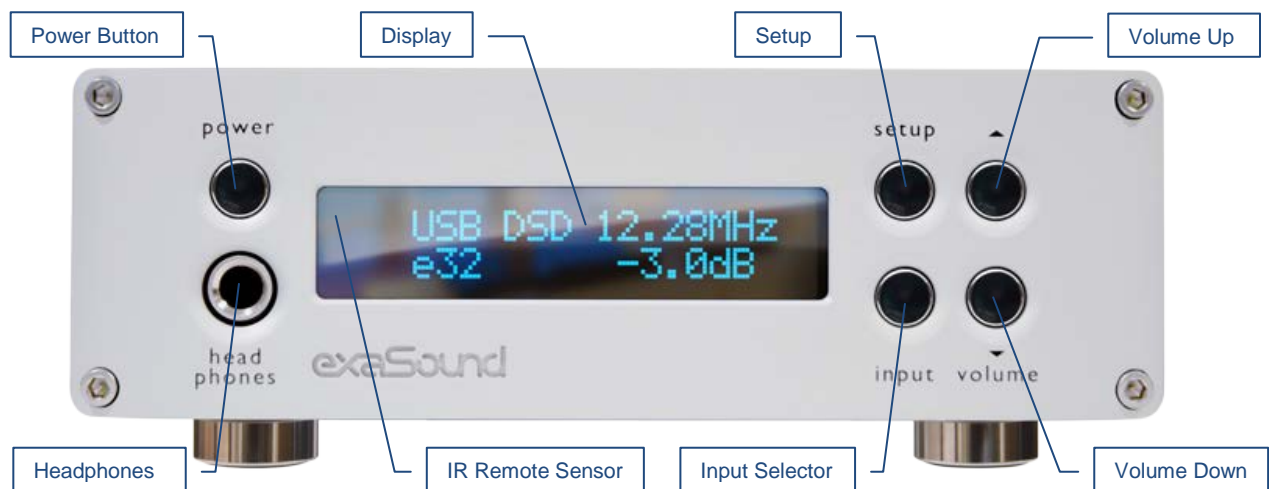 Power Button
Display
Setup
Volume Up
power
setup
USB DSD 12.28MHz
e32 -3.0dB
head
phones
exaSound
input volume
Headphones
IR Remote Sensor
Input Selector
Volume Down